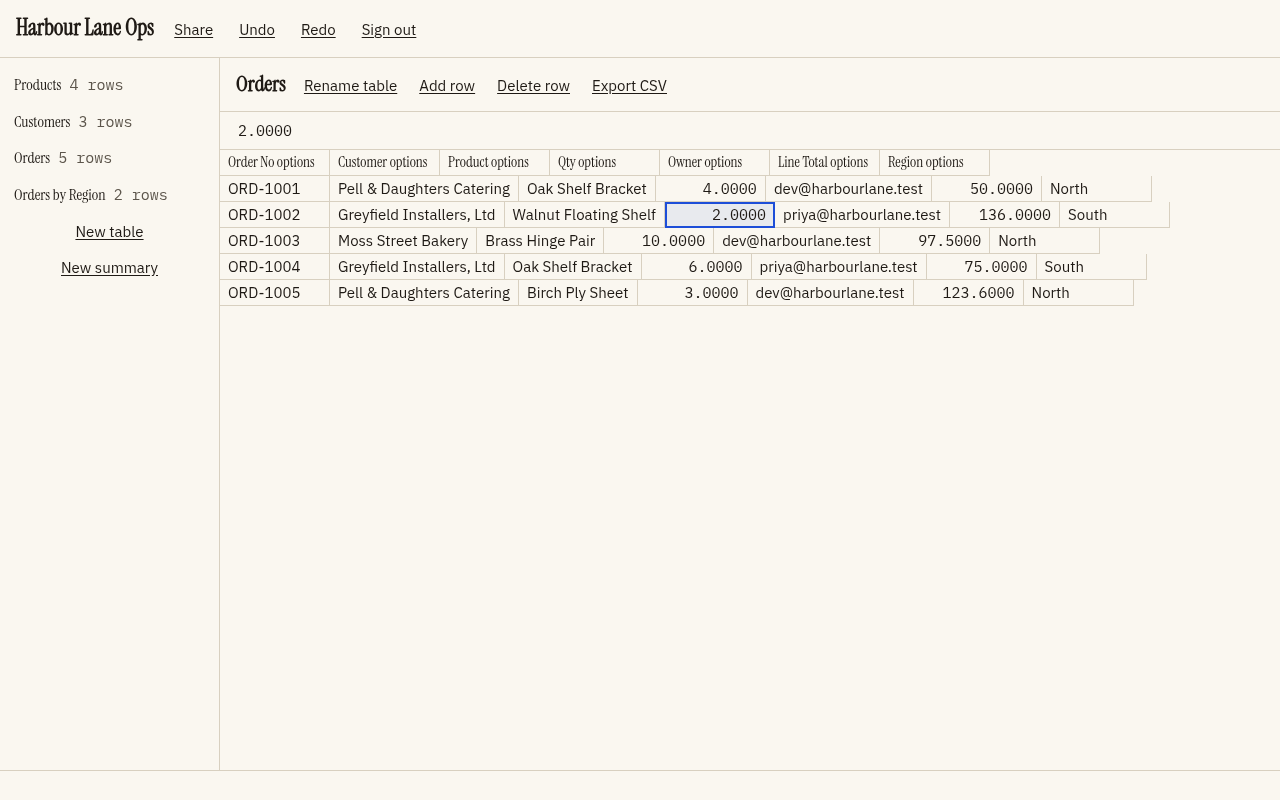 Harbour Lane Ops Share Undo Redo Sign out
Products 4 rows
Customers 3 rows
Orders 5 rows
Orders by Region 2 rows
New table
New summary
Orders Rename table Add row Delete row Export CSV
2.0000
Order No options Customer options Product options Qty options Owner options Line Total options Region options
ORD-1001 Pell & Daughters Catering Oak Shelf Bracket 4.0000 dev@harbourlane.test 50.0000 North
ORD-1002 Greyfield Installers, Ltd Walnut Floating Shelf 2.0000 priya@harbourlane.test 136.0000 South
ORD-1003 Moss Street Bakery Brass Hinge Pair 10.0000 dev@harbourlane.test 97.5000 North
ORD-1004 Greyfield Installers, Ltd Oak Shelf Bracket 6.0000 priya@harbourlane.test 75.0000 South
ORD-1005 Pell & Daughters Catering Birch Ply Sheet 3.0000 dev@harbourlane.test 123.6000 North